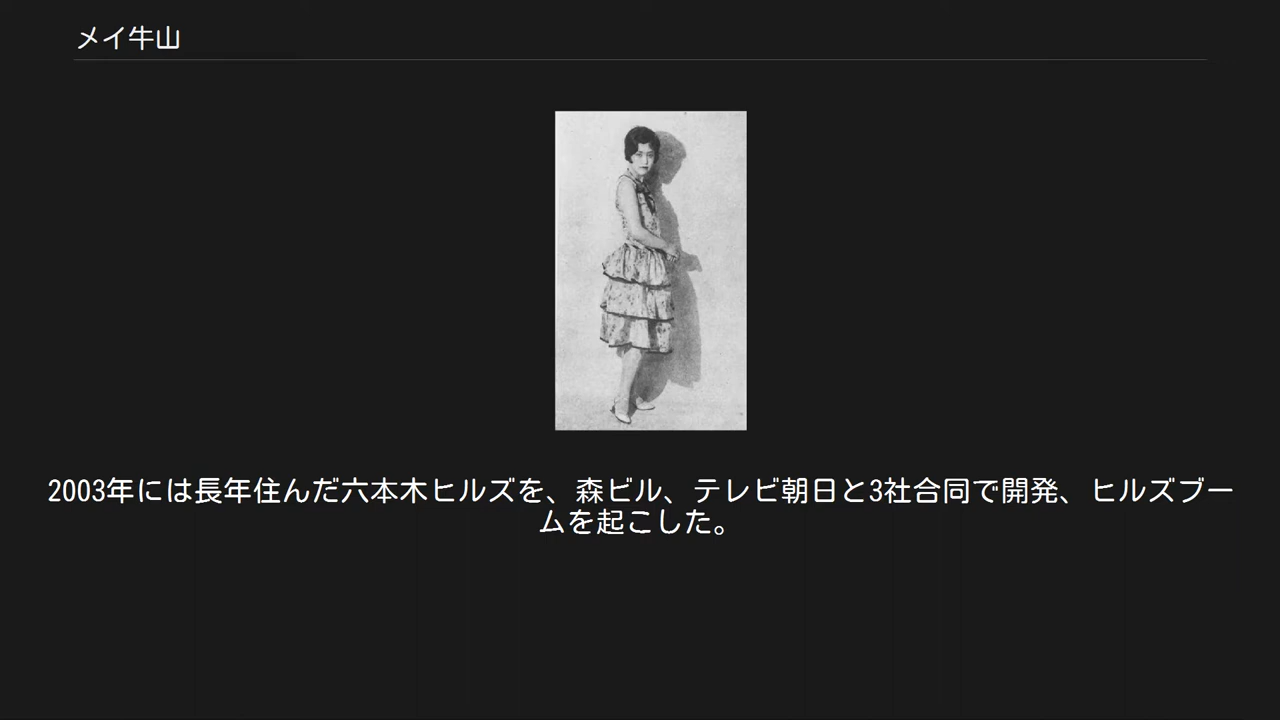 メイ牛山
2003年には長年住んだ六本木ヒルズを、森ビル、テレビ朝日と3社合同で開発、ヒルズブー
ムを起こした。